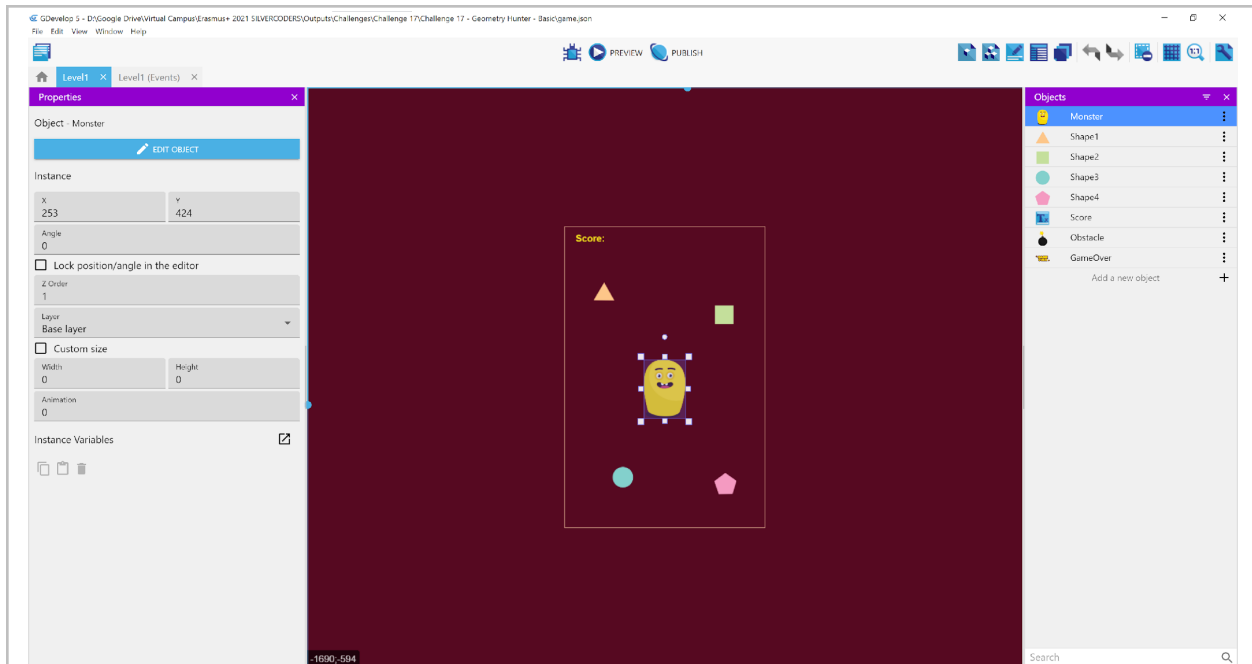 GDevelop 5 - D:\Google Drive\Virtual Campus\Erasmus+ 2021 SILVERCODERS\Outputs\Challenges\Challenge 17\Challenge 17 - Geometry Hunter - Basic\game.json
File Edit View Window Help
PREVIEW PUBLISH
1:1
Level1 × Level1 (Events) ×
Properties
Object - Monster
EDIT OBJECT
Instance
X Y
253 424
Angle
0
Lock position/angle in the editor
Z Order
1
Layer
Base layer
Custom size
Width Height
0 0
Animation
0
Instance Variables
Score:
-1690;-594
Objects
Monster
Shape1
Shape2
Shape3
Shape4
Score
Obstacle
GameOver
Add a new object
Search